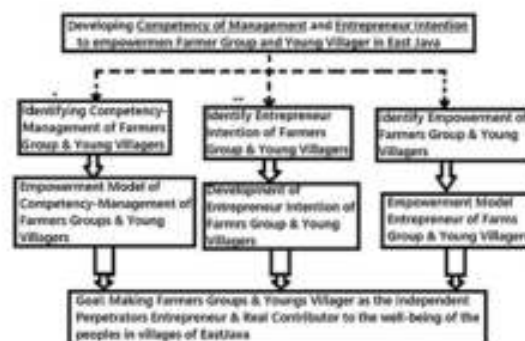 Developing Competency of Management and Entrepreneur Intention
to empowermen Farmer Group and Young Villager in East Java
Identifying Competency-
Management of Farmers
Group & Young Villagers
Identify Entrepreneur
Intention of Farmers
Group & Young Villagers
Identify Empowerment of
Farmers Group & Young
Villagers
Empowerment Model of
Competency-Management of
Farmers Groups & Young
Villagers
Development of
Entrepreneur Intention of
Farmrs Group & Young
Villagers
Empowerment Model
Entrepreneur of Farms
Group & Young Villagers
Goal: Making Farmers Groups & Youngs Villager as the Independent
Perpetrators Entrepreneur & Real Contributor to the well-being of the
peoples in villages of EastJava